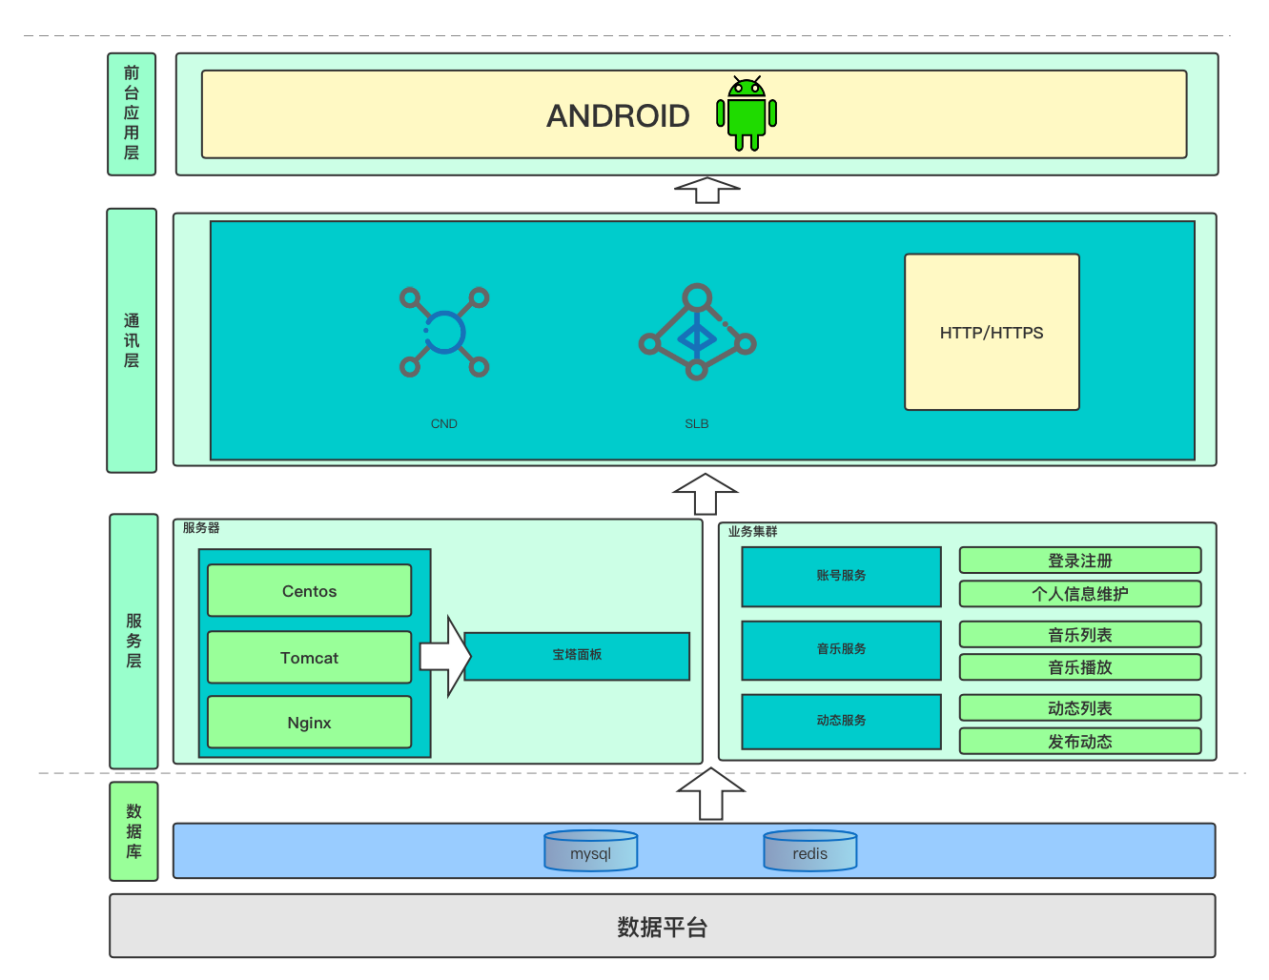 前台应用层
ANDROID
通讯层
CND
SLB
HTTP/HTTPS
服务层
服务器
Centos
Tomcat
Nginx
宝塔面板
业务集群
账号服务
登录注册
个人信息维护
音乐服务
音乐列表
音乐播放
动态服务
动态列表
发布动态
数据库
mysql
redis
数据平台